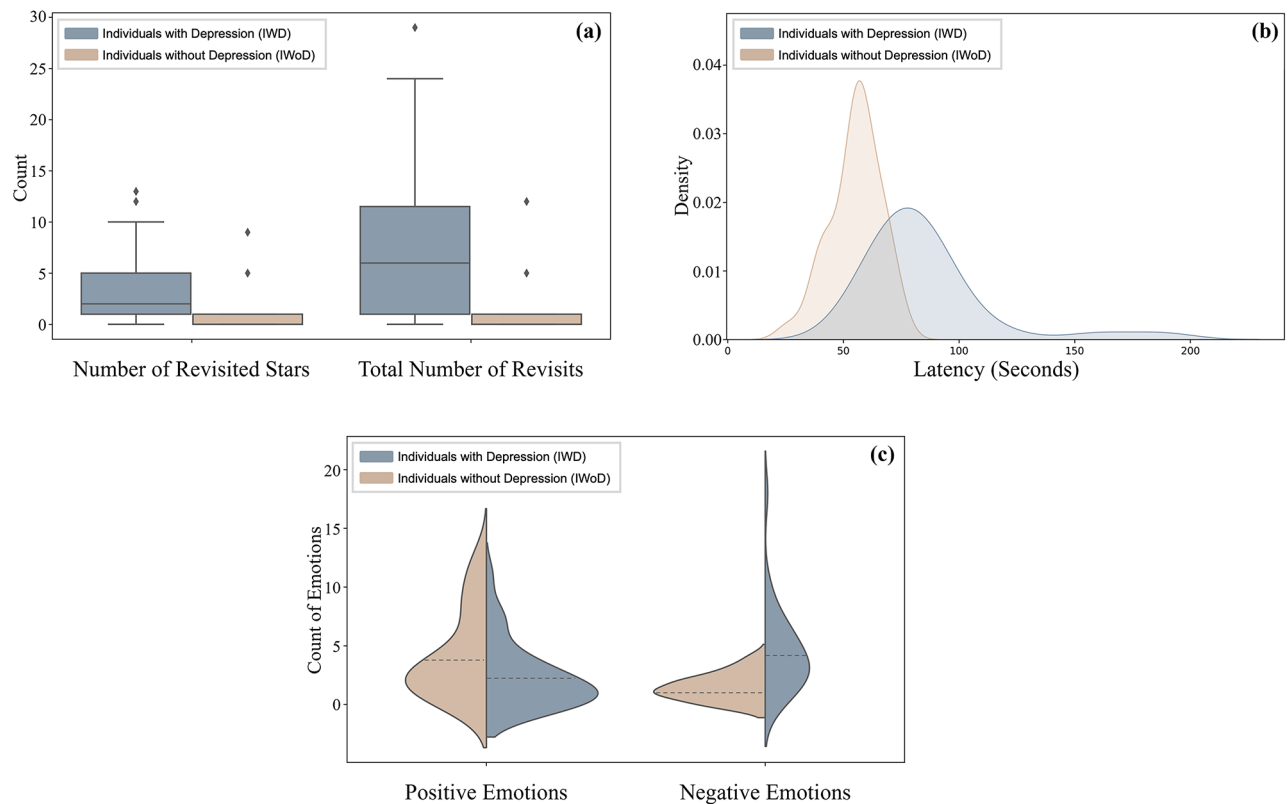 (a)
Individuals with Depression (IWD)
Individuals without Depression (IWoD)
Count
30
25
20
15
10
5
0
Number of Revisited Stars
Total Number of Revisits
(b)
Individuals with Depression (IWD)
Individuals without Depression (IWoD)
Density
0.04
0.03
0.02
0.01
0.00
0 50 100 150 200
Latency (Seconds)
(c)
Individuals with Depression (IWD)
Individuals without Depression (IWoD)
Count of Emotions
20
15
10
5
0
Positive Emotions
Negative Emotions